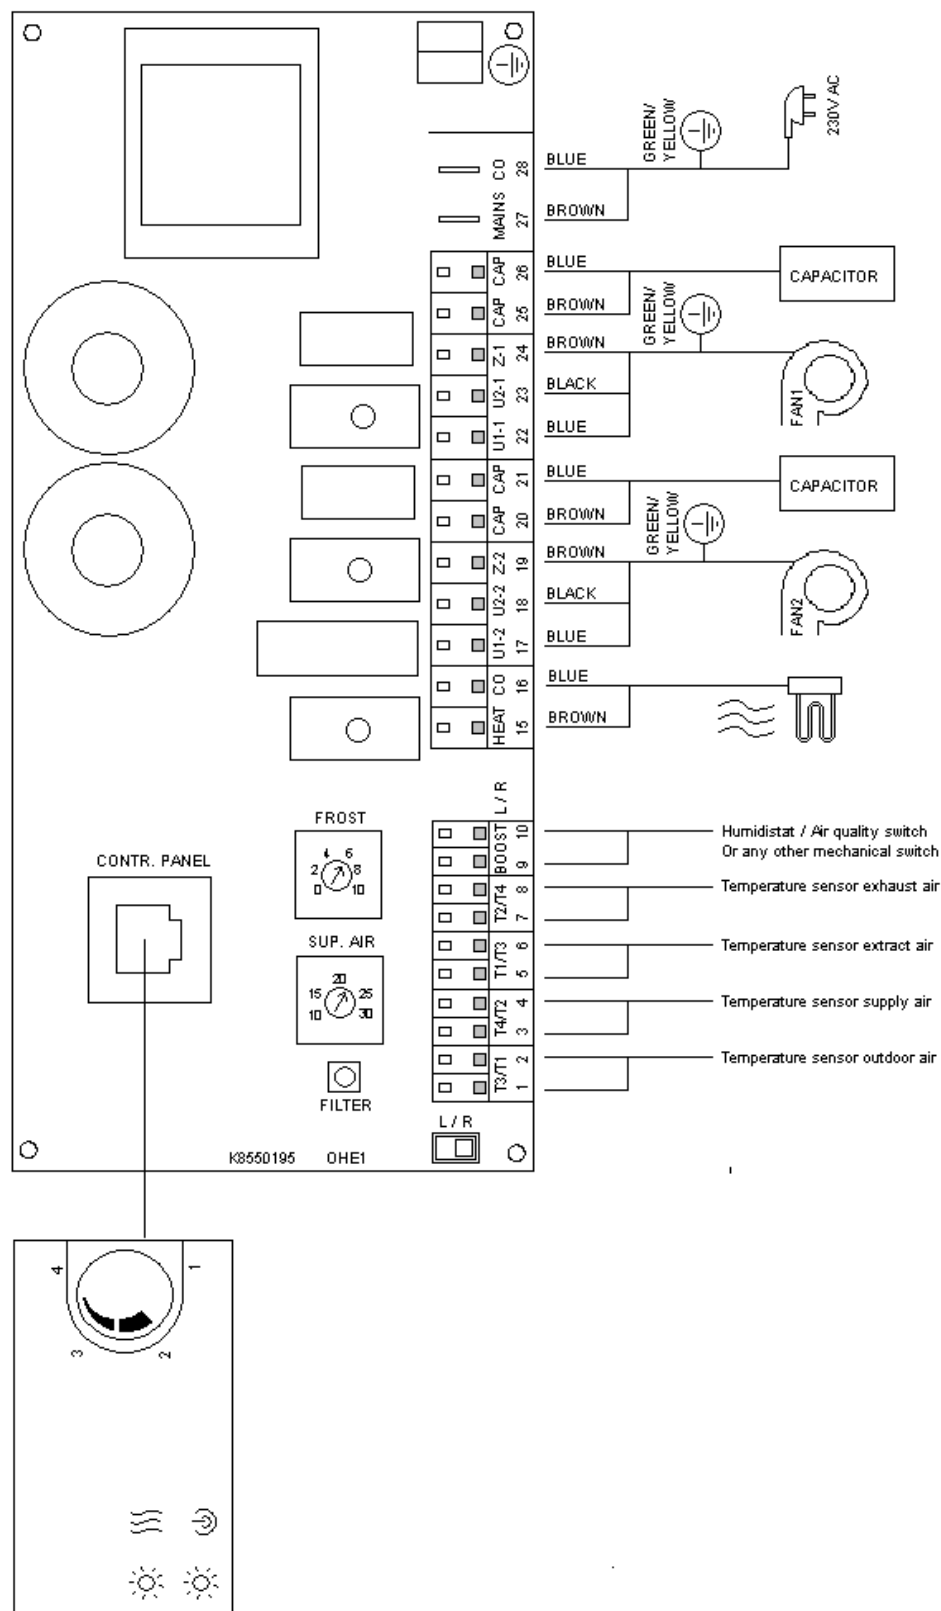 230V AC
GREEN/
YELLOW
BLUE
CO
28
BROWN
MAINS
27
BLUE
CAP
26
CAPACITOR
BROWN
CAP
25
GREEN/
YELLOW
BROWN
Z-1
24
BLACK
U2-1
23
FAN1
BLUE
U1-1
22
BLUE
CAP
21
CAPACITOR
BROWN
CAP
20
GREEN/
YELLOW
BROWN
Z-2
19
BLACK
U2-2
18
FAN2
BLUE
U1-2
17
BLUE
CO
16
BROWN
HEAT
15
L / R
FROST
0 2 4 6 8 10
CONTR. PANEL
BOOST
10
9
Humidistat / Air quality switch
Or any other mechanical switch
T2/T4
8
7
Temperature sensor exhaust air
SUP. AIR
10 15 20 25 30
T1/T3
6
5
Temperature sensor extract air
T4/T2
4
3
Temperature sensor supply air
T3/T1
2
1
Temperature sensor outdoor air
FILTER
L / R
K8550195 OHE1
4
1
3
2